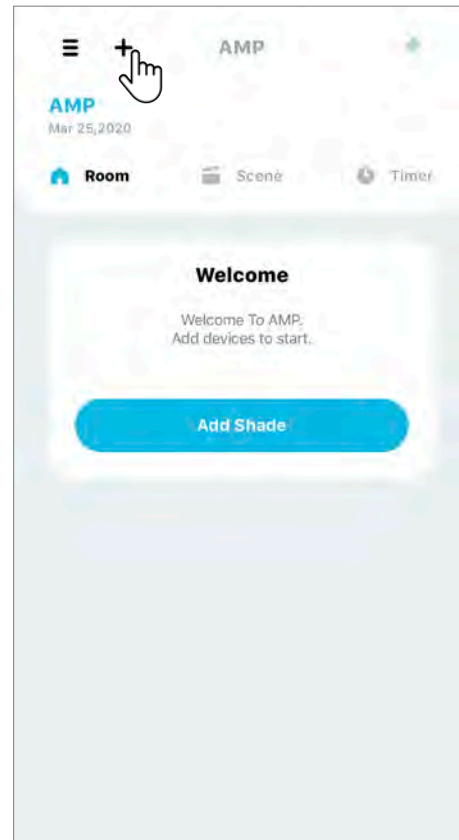 AMP
AMP
Mar 25,2020
Room Scene Timer
Welcome
Welcome To AMP.
Add devices to start.
Add Shade